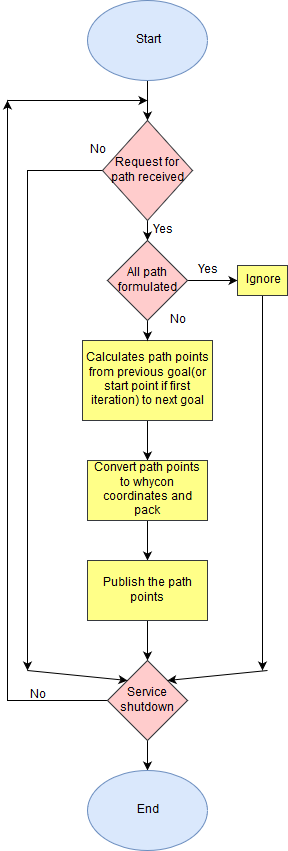 Start
No
Request for
path received
Yes
All path
formulated
Yes
Ignore
No
Calculates path points
from previous goal(or
start point if first
iteration) to next goal
Convert path points
to whycon
coordinates and
pack
Publish the path
points
Service
shutdown
No
End